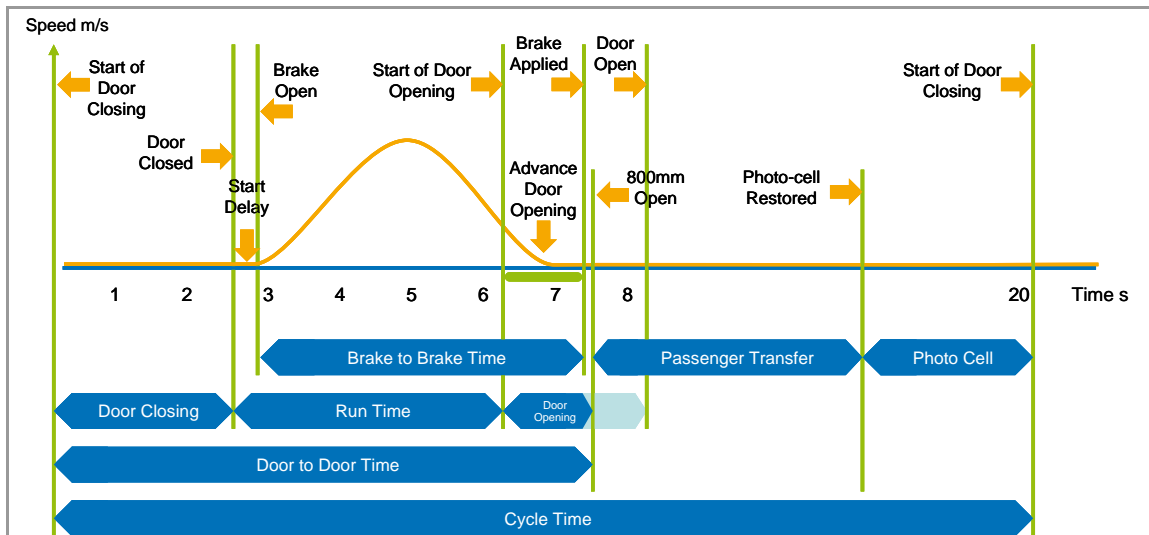 Speed m/s
Start of
Door
Closing
Door
Closed
Start
Delay
Brake
Open
Start of Door
Opening
Brake
Applied
Door
Open
Advance
Door
Opening
800mm
Open
Photo-cell
Restored
Start of Door
Closing
1 2 3 4 5 6 7 8 20 Time s
Brake to Brake Time Passenger Transfer Photo Cell
Door Closing Run Time
Door
Opening
Door to Door Time
Cycle Time